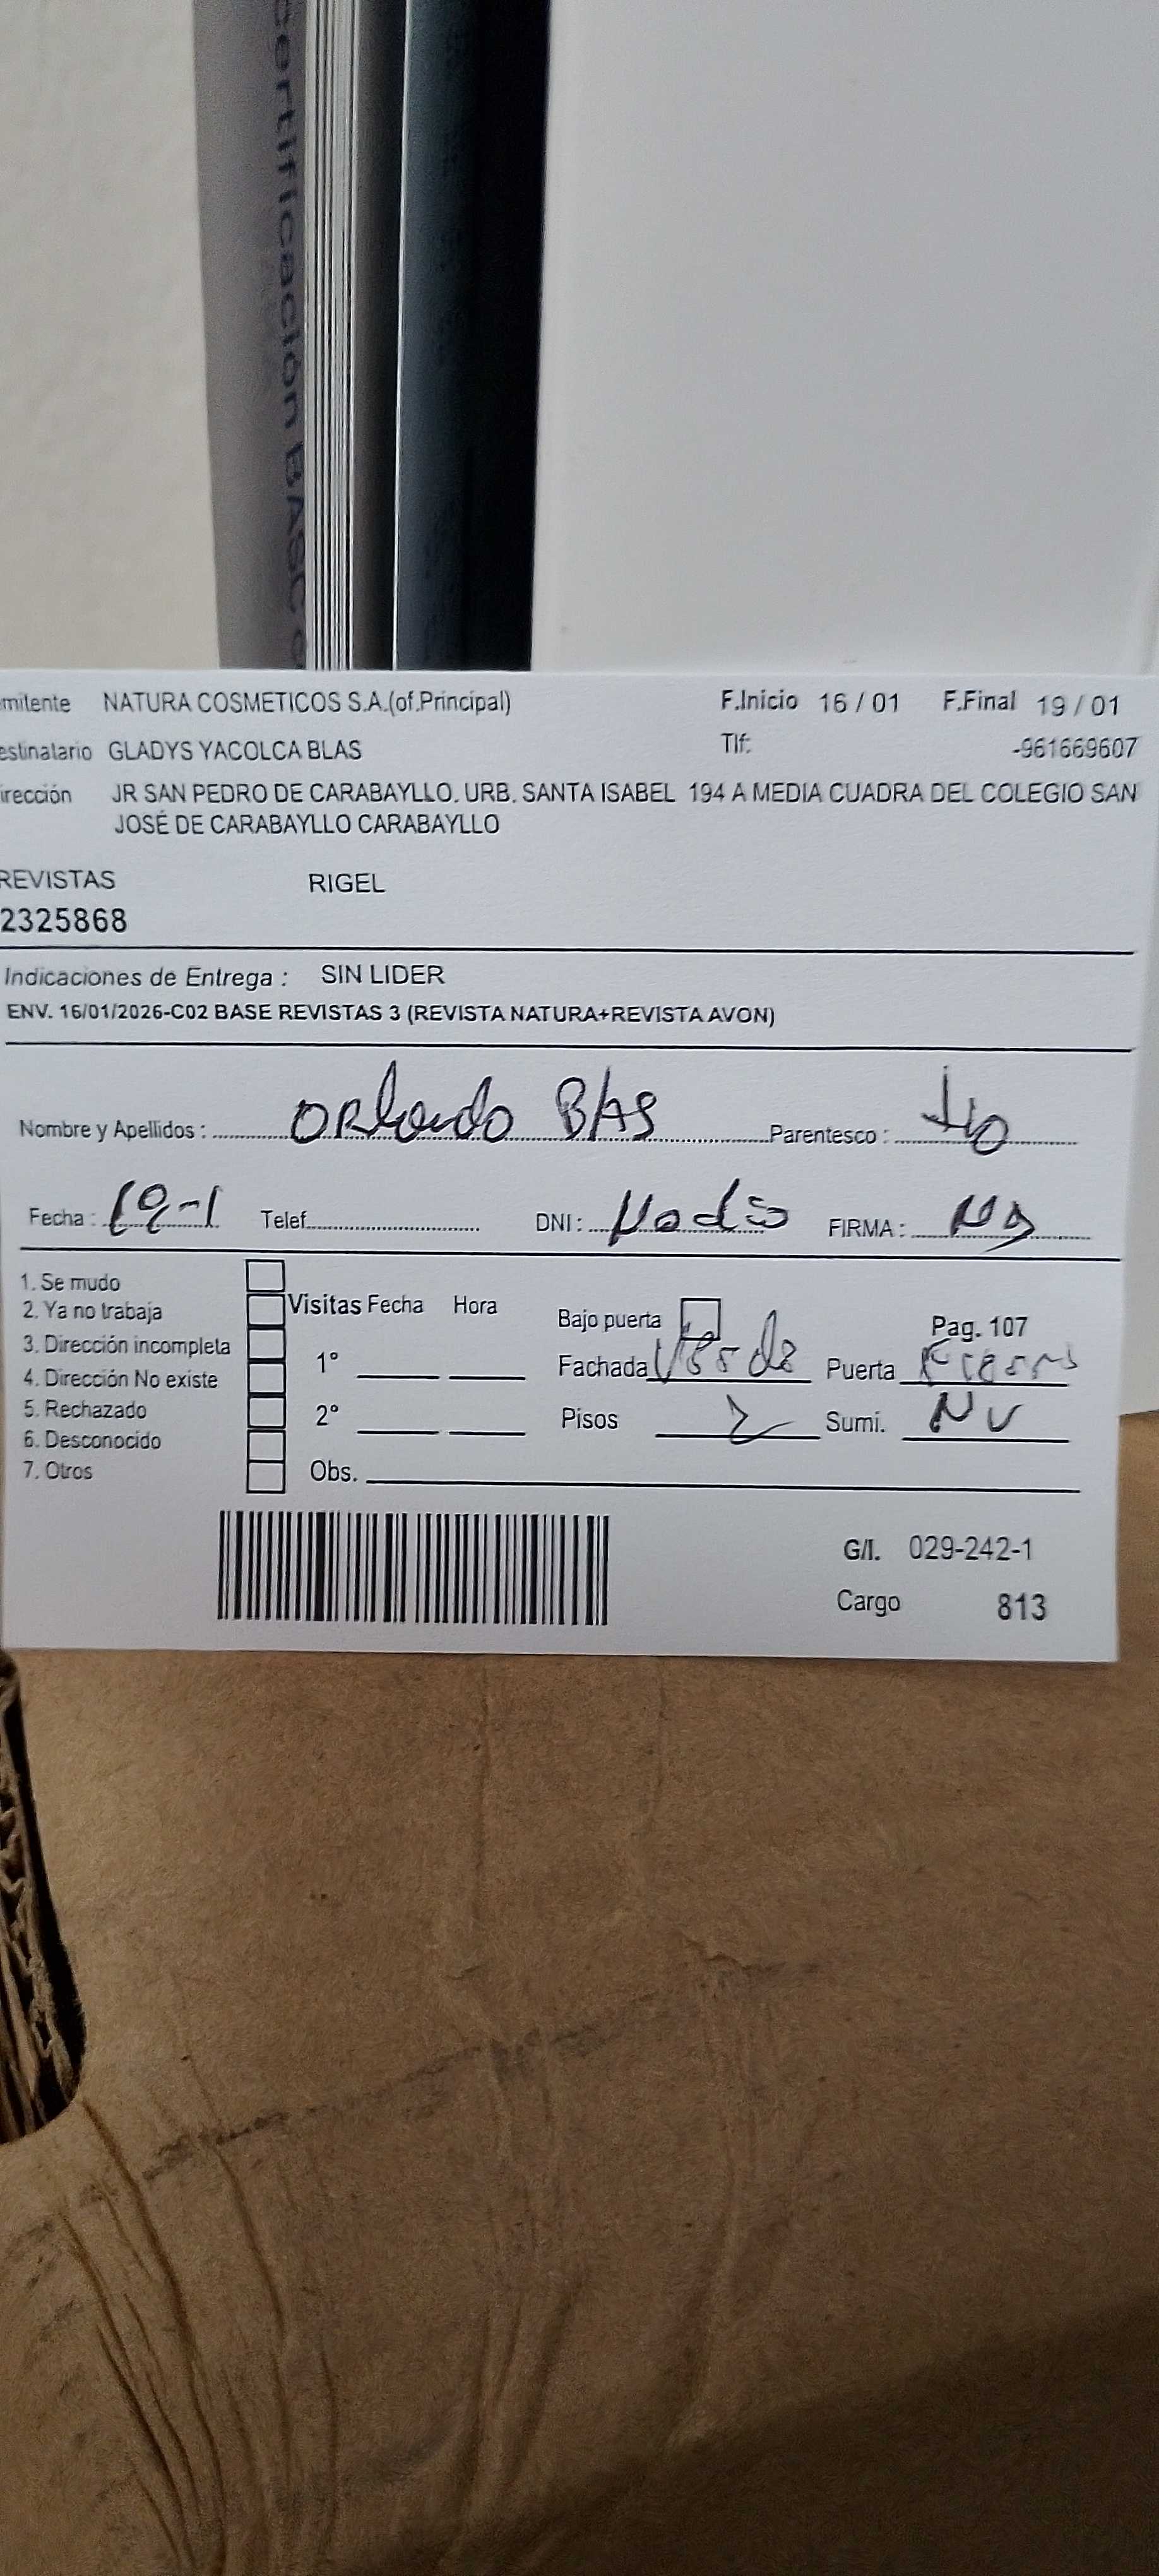 Certificación BASC
mitente NATURA COSMETICOS S.A.(of.Principal) F.Inicio 16 / 01 F.Final 19 / 01
estinatario GLADYS YACOLCA BLAS Tlf: -961669607
irección JR SAN PEDRO DE CARABAYLLO. URB. SANTA ISABEL 194 A MEDIA CUADRA DEL COLEGIO SAN
JOSÉ DE CARABAYLLO CARABAYLLO
REVISTAS RIGEL
2325868
Indicaciones de Entrega : SIN LIDER
ENV. 16/01/2026-C02 BASE REVISTAS 3 (REVISTA NATURA+REVISTA AVON)
Nombre y Apellidos : ORlando BAS Parentesco : tio
Fecha : 19-1 Telef. DNI : No dio FIRMA :
1. Se mudo
2. Ya no trabaja Visitas Fecha Hora Bajo puerta Pag. 107
3. Dirección incompleta
4. Dirección No existe 1° Fachada Verde Puerta
5. Rechazado 2° Pisos 2 Sumi. NV
6. Desconocido
7. Otros Obs.
G/I. 029-242-1
Cargo 813